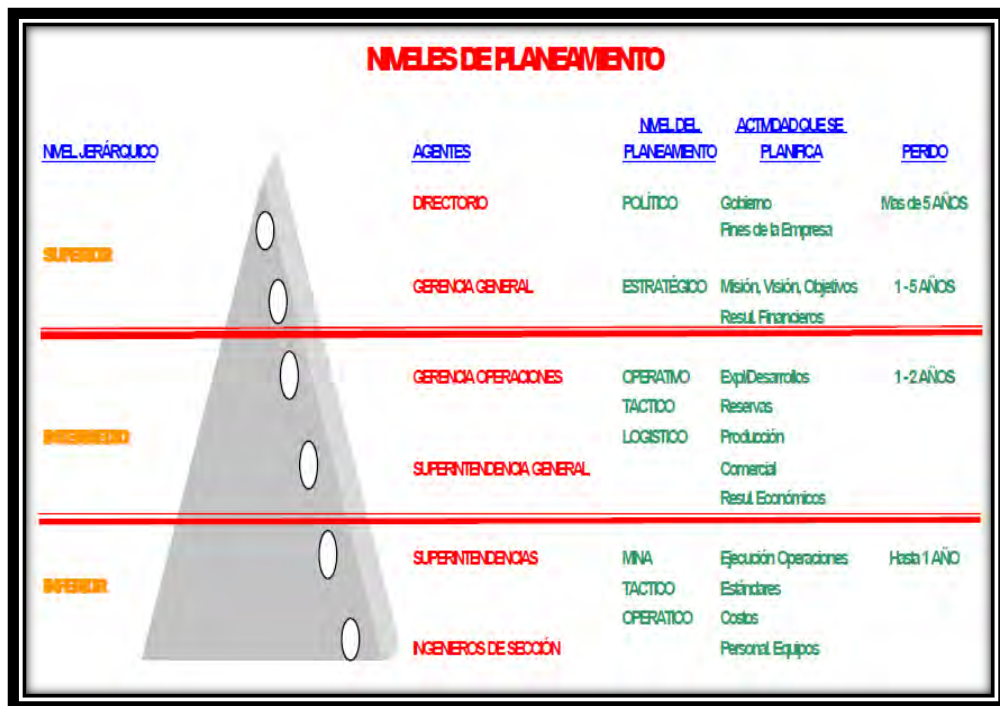 NIVELES DE PLANEAMIENTO
NIVEL JERÁRQUICO AGENTES NIVEL DEL PLANEAMIENTO ACTIVIDAD QUE SE PLANIFICA PERIDO
DIRECTORIO POLÍTICO Gobierno Mas de 5 AÑOS
Fines de la Empresa
SUPERIOR
GERENCIA GENERAL ESTRATÉGICO Misión, Visión, Objetivos 1 - 5 AÑOS
Resul. Financieros
GERENCIA OPERACIONES OPERATIVO Expl/Desarrollos 1 - 2 AÑOS
TACTICO Reservas
INTERMEDIO LOGISTICO Producción
SUPERINTENDENCIA GENERAL Comercial
Resul. Económicos
SUPERINTENDENCIAS MINA Ejecución Operaciones Hasta 1 AÑO
INFERIOR TACTICO Estándares
OPERATICO Costos
INGENIEROS DE SECCIÓN Personal. Equipos